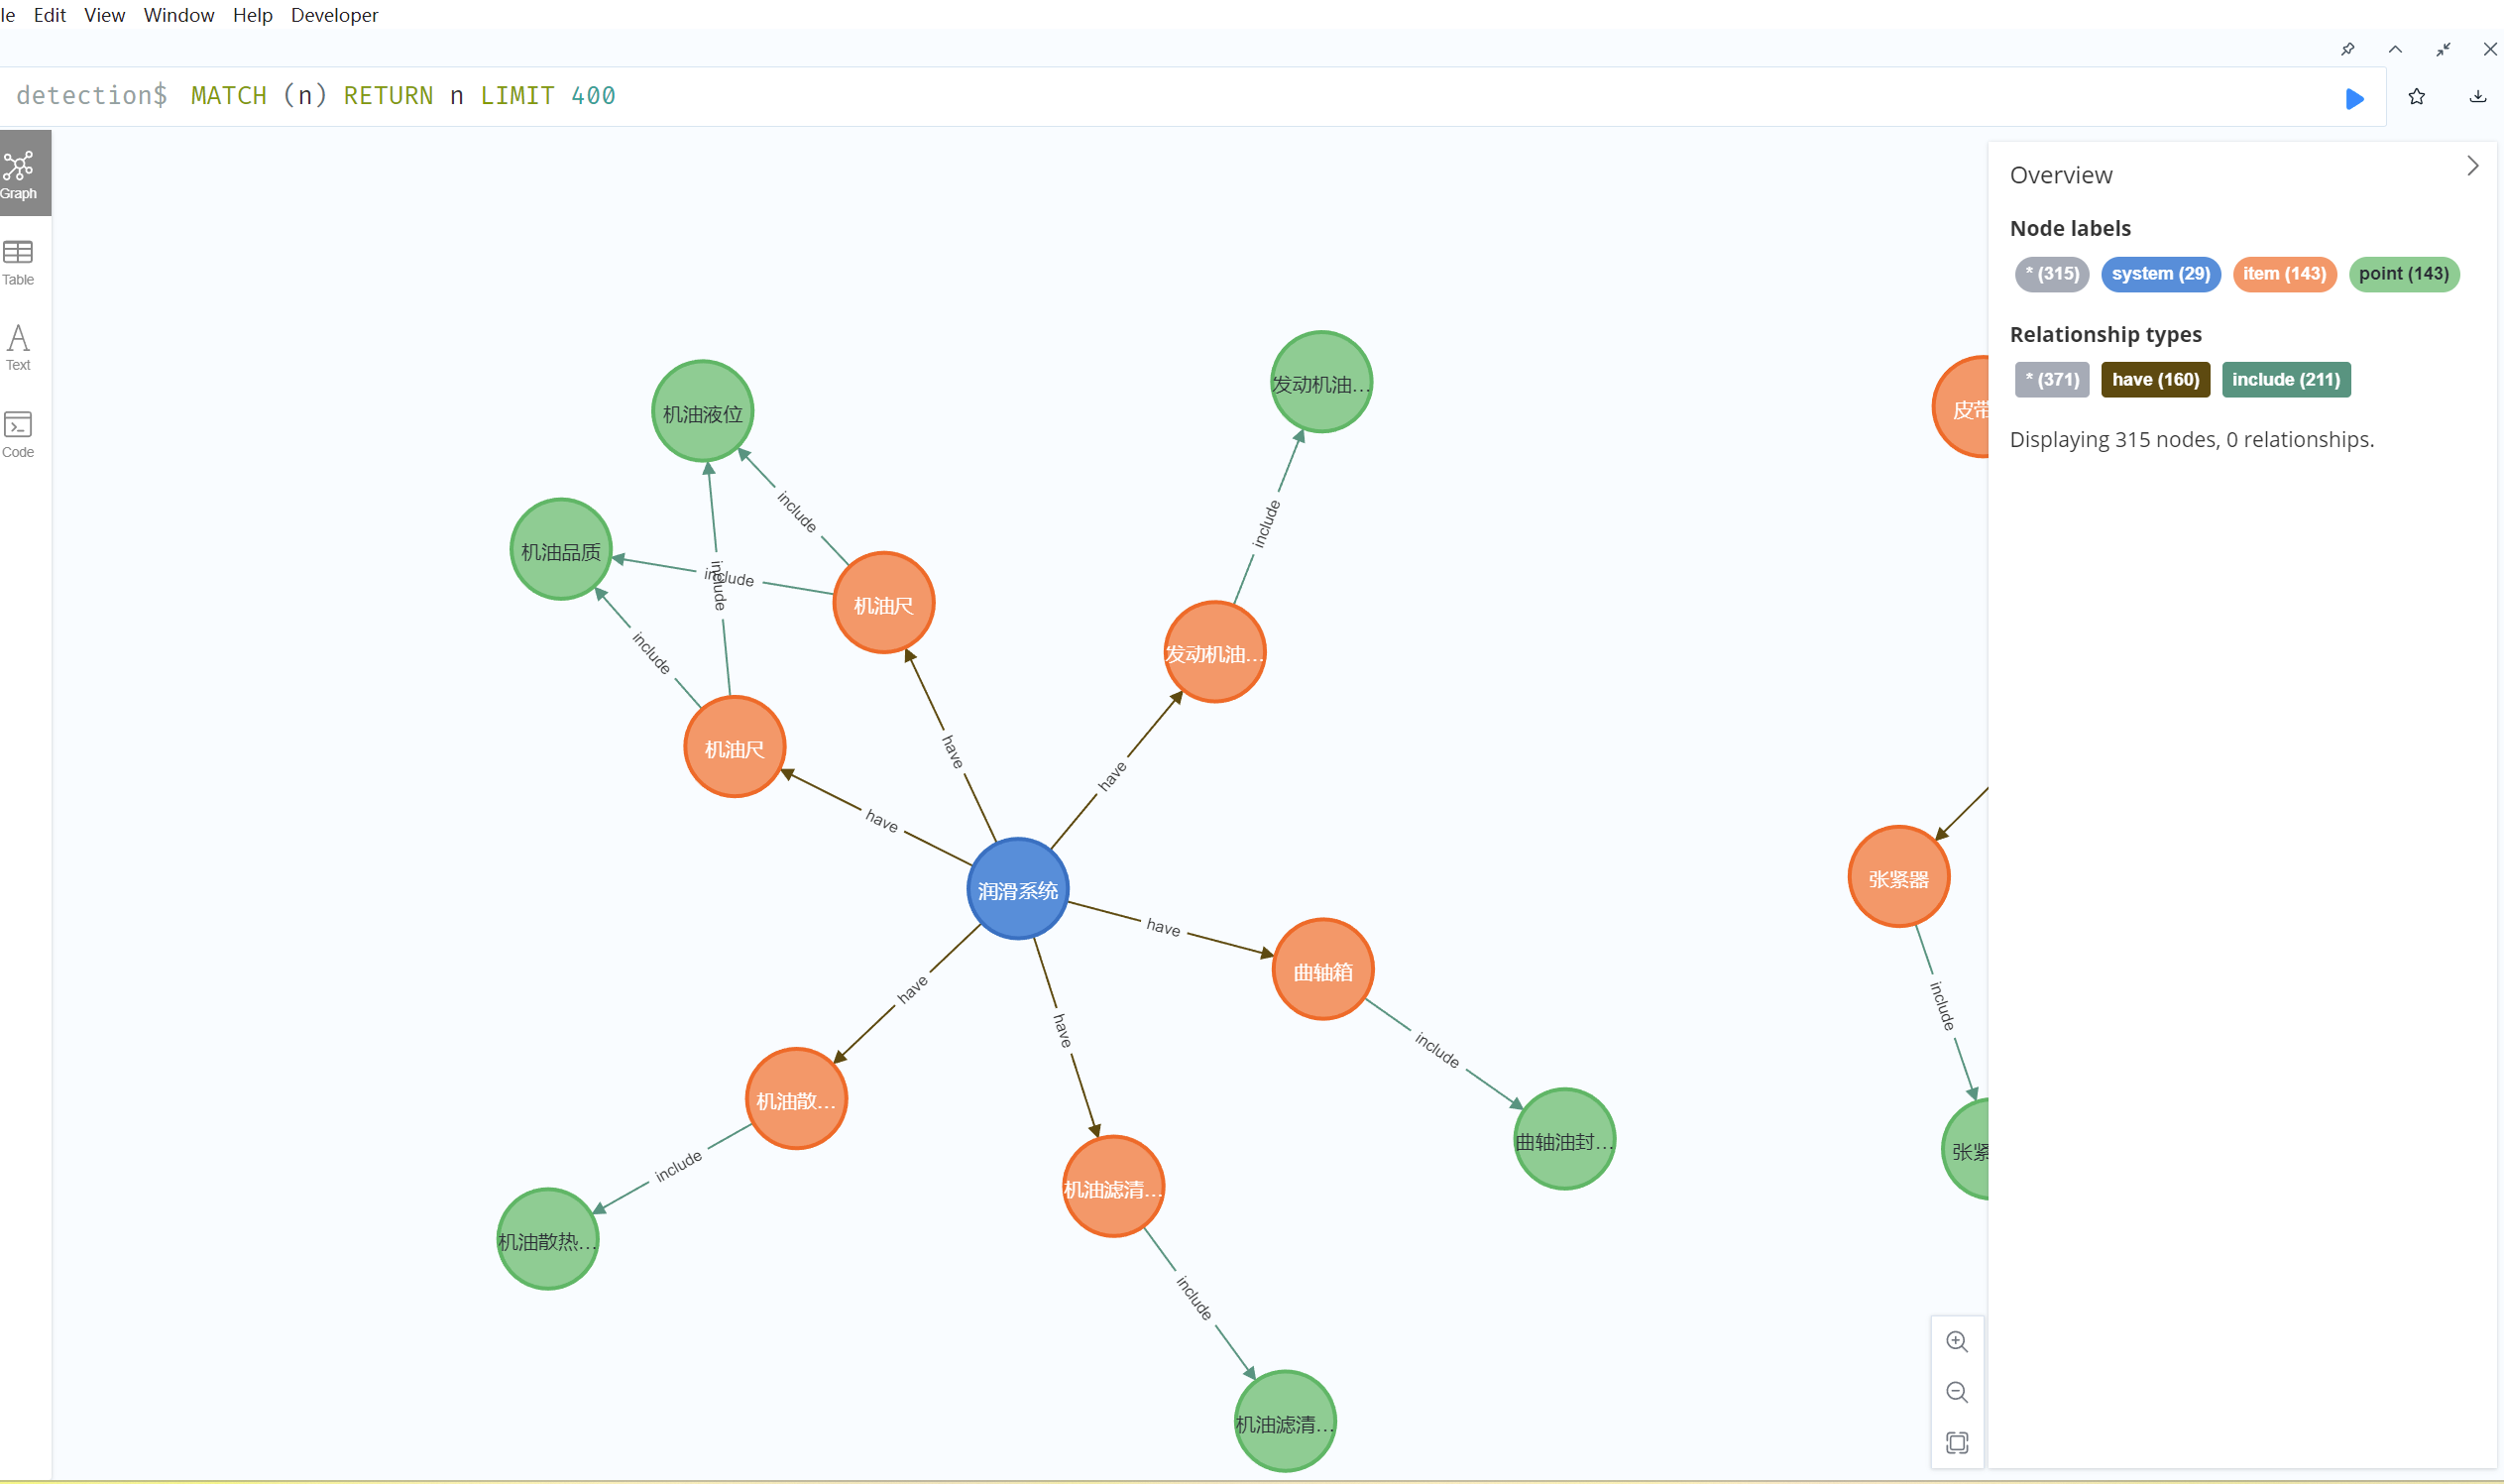 le Edit View Window Help Developer
detection$ MATCH (n) RETURN n LIMIT 400
Graph
Table
Text
Code
Overview
Node labels
* (315) system (29) item (143) point (143)
Relationship types
* (371) have (160) include (211)
Displaying 315 nodes, 0 relationships.
发动机油...
机油液位
皮带
include
include
机油品质
include
include
机油尺
发动机油...
include
机油尺
have
have
have
张紧器
润滑系统
have
曲轴箱
have
have
include
include
机油散...
曲轴油封...
张紧
include
机油滤清...
机油散热...
include
机油滤清...